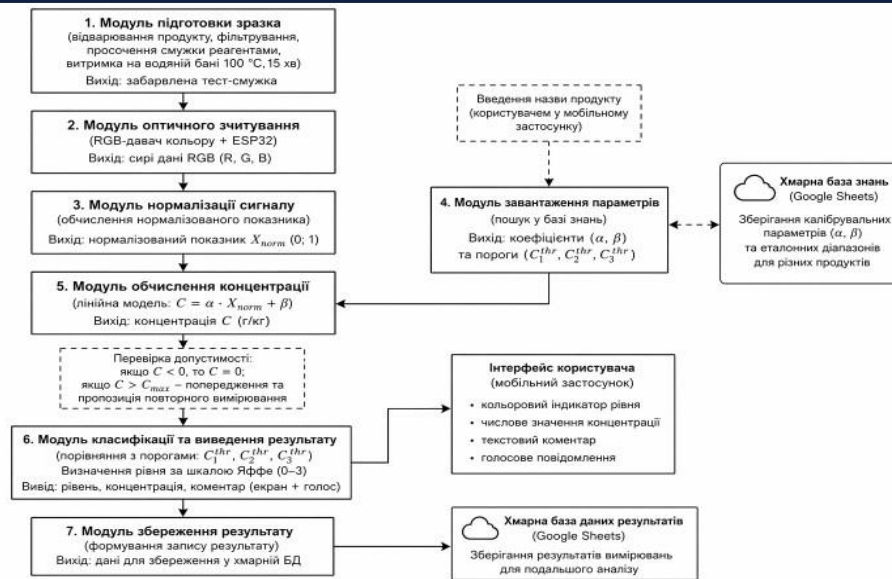 1. Модуль підготовки зразка
(відварювання продукту, фільтрування,
просочення смужки реагентами,
витримка на водяній бані 100 °C,15 хв)
Вихід: забарвлена тест-смужка
2. Модуль оптичного зчитування
(RGB-давач кольору + ESP32)
Вихід: сирі дані RGB (R, G, B)
3. Модуль нормалізації сигналу
(обчислення нормалізованого показника)
Вихід: нормалізований показник X_norm (0; 1)
Введення назви продукту
(користувачем у мобільному
застосунку)
4. Модуль завантаження параметрів
(пошук у базі знань)
Вихід: коефіцієнти (α, β)
та пороги (C₁^thr, C₂^thr, C₃^thr)
Хмарна база знань
(Google Sheets)
Зберігання калібрувальних
параметрів (α, β)
та еталонних діапазонів
для різних продуктів
5. Модуль обчислення концентрації
(лінійна модель: C = α · X_norm + β)
Вихід: концентрація C (г/кг)
Перевірка допустимості:
якщо C < 0, то C = 0;
якщо C > C_max – попередження та
пропозиція повторного вимірювання
6. Модуль класифікації та виведення результату
(порівняння з порогами: C₁^thr, C₂^thr, C₃^thr)
Визначення рівня за шкалою Яффе (0–3)
Вивід: рівень, концентрація, коментар (екран + голос)
Інтерфейс користувача
(мобільний застосунок)
• кольоровий індикатор рівня
• числове значення концентрації
• текстовий коментар
• голосове повідомлення
7. Модуль збереження результату
(формування запису результату)
Вихід: дані для збереження у хмарній БД
Хмарна база даних результатів
(Google Sheets)
Зберігання результатів вимірювань
для подальшого аналізу